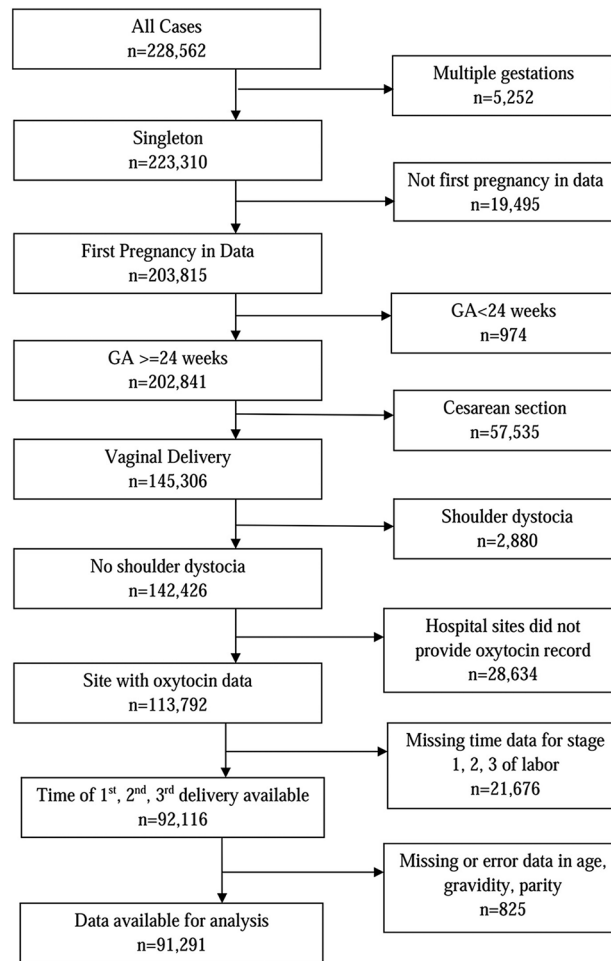 All Cases
n=228,562
Multiple gestations
n=5,252
Singleton
n=223,310
Not first pregnancy in data
n=19,495
First Pregnancy in Data
n=203,815
GA<24 weeks
n=974
GA >=24 weeks
n=202,841
Cesarean section
n=57,535
Vaginal Delivery
n=145,306
Shoulder dystocia
n=2,880
No shoulder dystocia
n=142,426
Hospital sites did not
provide oxytocin record
n=28,634
Site with oxytocin data
n=113,792
Missing time data for stage
1, 2, 3 of labor
n=21,676
Time of 1st, 2nd, 3rd delivery available
n=92,116
Missing or error data in age,
gravidity, parity
n=825
Data available for analysis
n=91,291